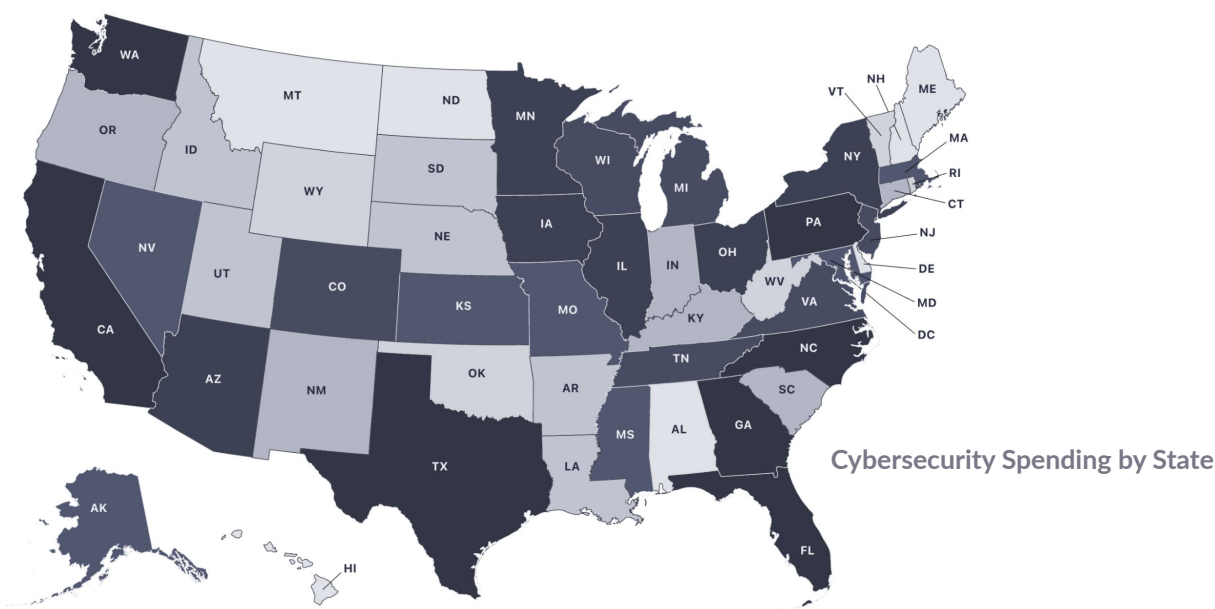 WA
MT
ND
MN
NH
ME
VT
OR
ID
WY
SD
WI
MI
NY
MA
RI
CT
NV
UT
CO
NE
IA
KS
MO
IL
IN
OH
PA
NJ
DE
MD
DC
WV
VA
KY
CA
AZ
NM
OK
AR
TN
NC
SC
MS
AL
GA
TX
LA
Cybersecurity Spending by State
AK
HI
FL